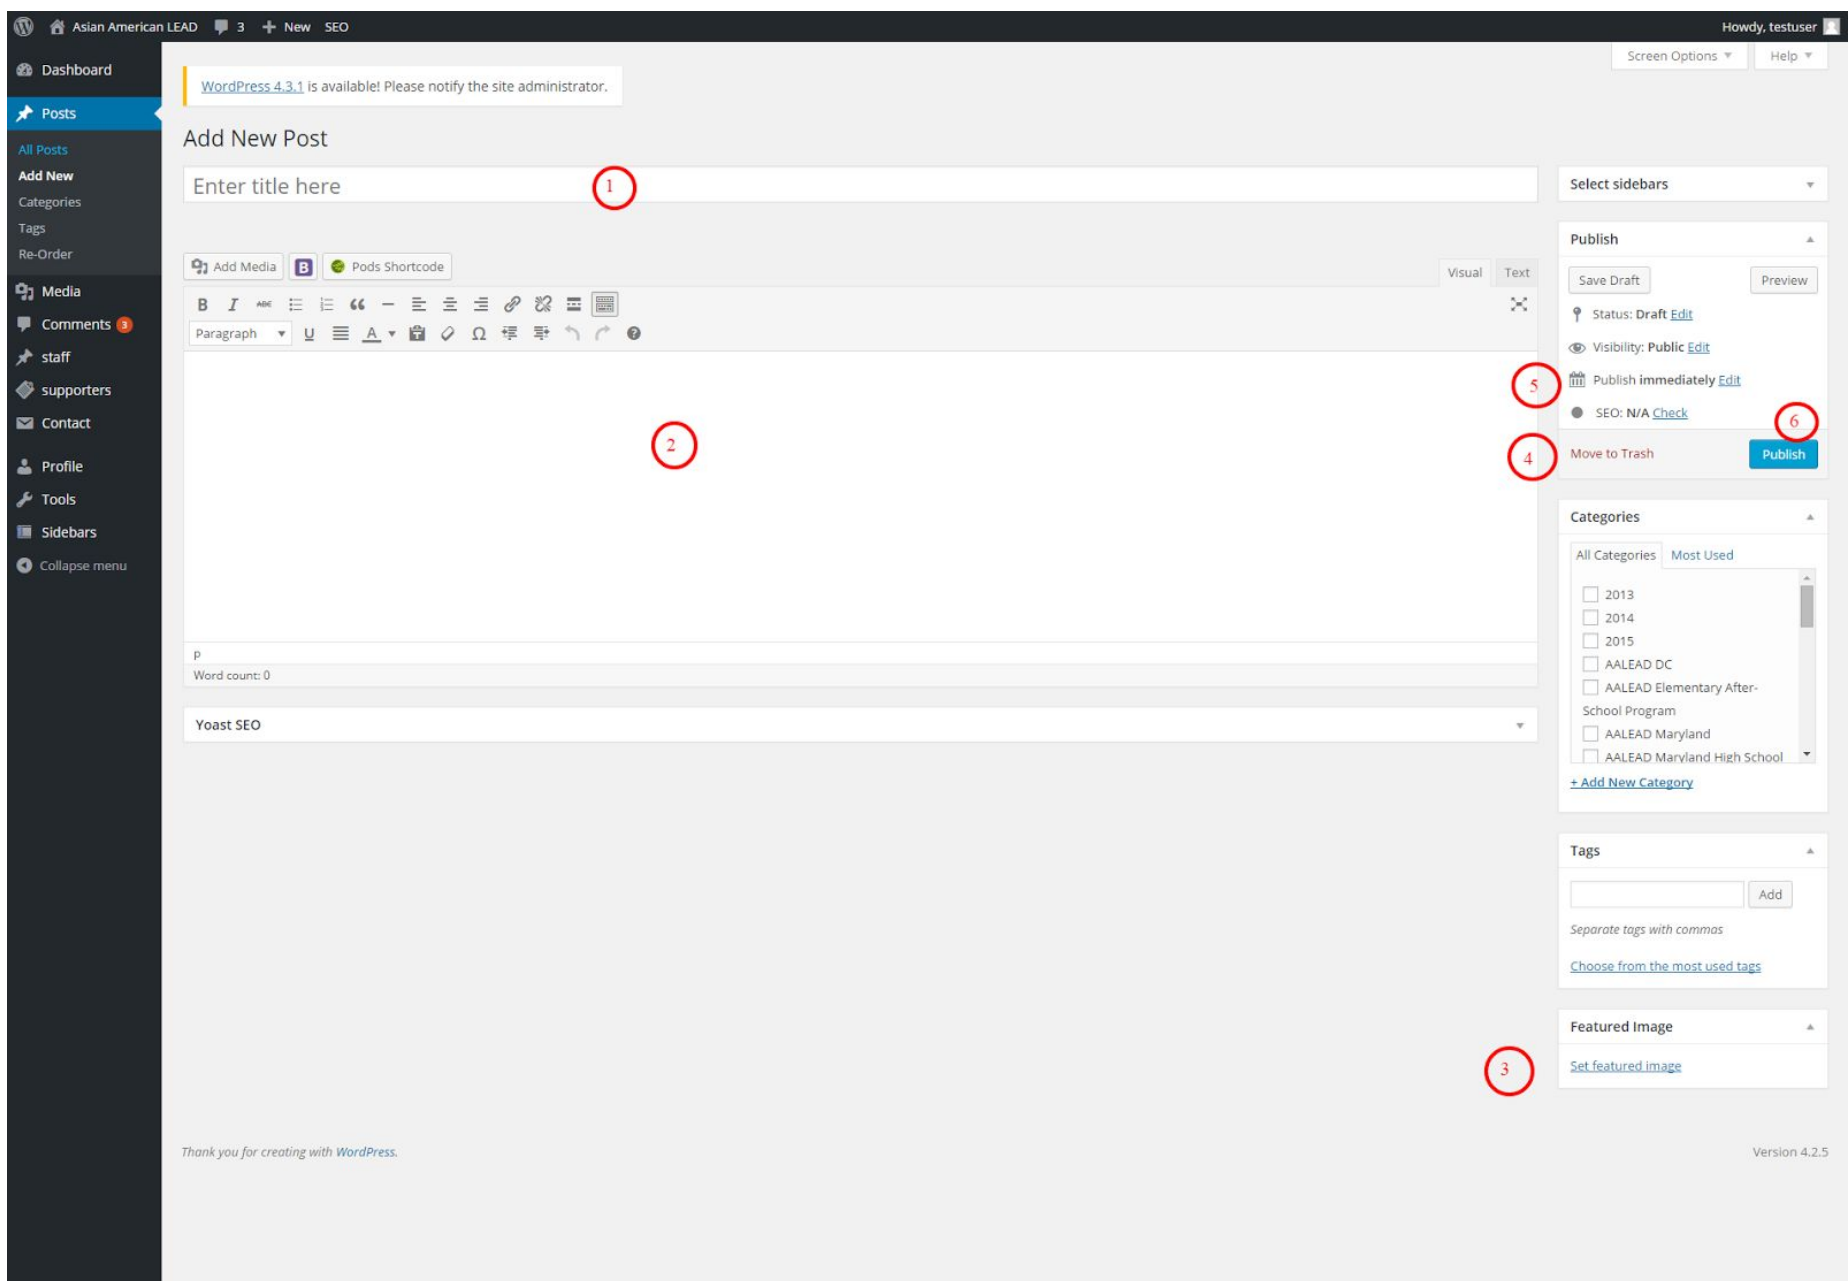 Asian American LEAD 3 + New SEO
Howdy, testuser
Dashboard
Posts
All Posts
Add New
Categories
Tags
Re-Order
Media
Comments 3
staff
supporters
Contact
Profile
Tools
Sidebars
Collapse menu
Screen Options Help
WordPress 4.3.1 is available! Please notify the site administrator.
Add New Post
Enter title here 1
Add Media B Pods Shortcode
Visual Text
B I ABC
Paragraph U A Ω
2
p
Word count: 0
Yoast SEO
Select sidebars
Publish
Save Draft Preview
Status: Draft Edit
Visibility: Public Edit
5 Publish immediately Edit
SEO: N/A Check 6
4 Move to Trash Publish
Categories
All Categories Most Used
2013
2014
2015
AALEAD DC
AALEAD Elementary After-
School Program
AALEAD Maryland
AALEAD Maryland High School
+ Add New Category
Tags
Add
Separate tags with commas
Choose from the most used tags
Featured Image
3 Set featured image
Thank you for creating with WordPress.
Version 4.2.5